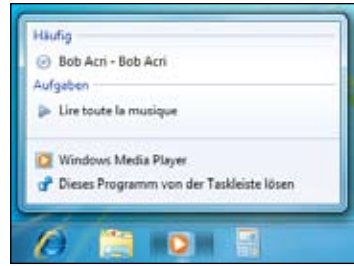 Häufig
Bob Acri - Bob Acri
Aufgaben
Lire toute la musique
Windows Media Player
Dieses Programm von der Taskleiste lösen